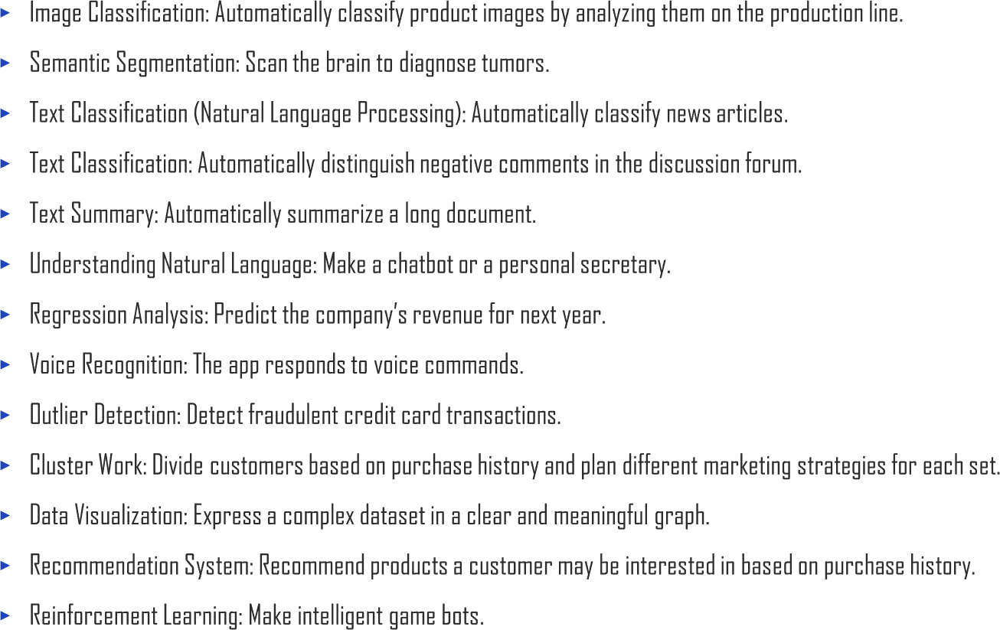 ► Image Classification: Automatically classify product images by analyzing them on the production line.
► Semantic Segmentation: Scan the brain to diagnose tumors.
► Text Classification (Natural Language Processing): Automatically classify news articles.
► Text Classification: Automatically distinguish negative comments in the discussion forum.
► Text Summary: Automatically summarize a long document.
► Understanding Natural Language: Make a chatbot or a personal secretary.
► Regression Analysis: Predict the company's revenue for next year.
► Voice Recognition: The app responds to voice commands.
► Outlier Detection: Detect fraudulent credit card transactions.
► Cluster Work: Divide customers based on purchase history and plan different marketing strategies for each set.
► Data Visualization: Express a complex dataset in a clear and meaningful graph.
► Recommendation System: Recommend products a customer may be interested in based on purchase history.
► Reinforcement Learning: Make intelligent game bots.